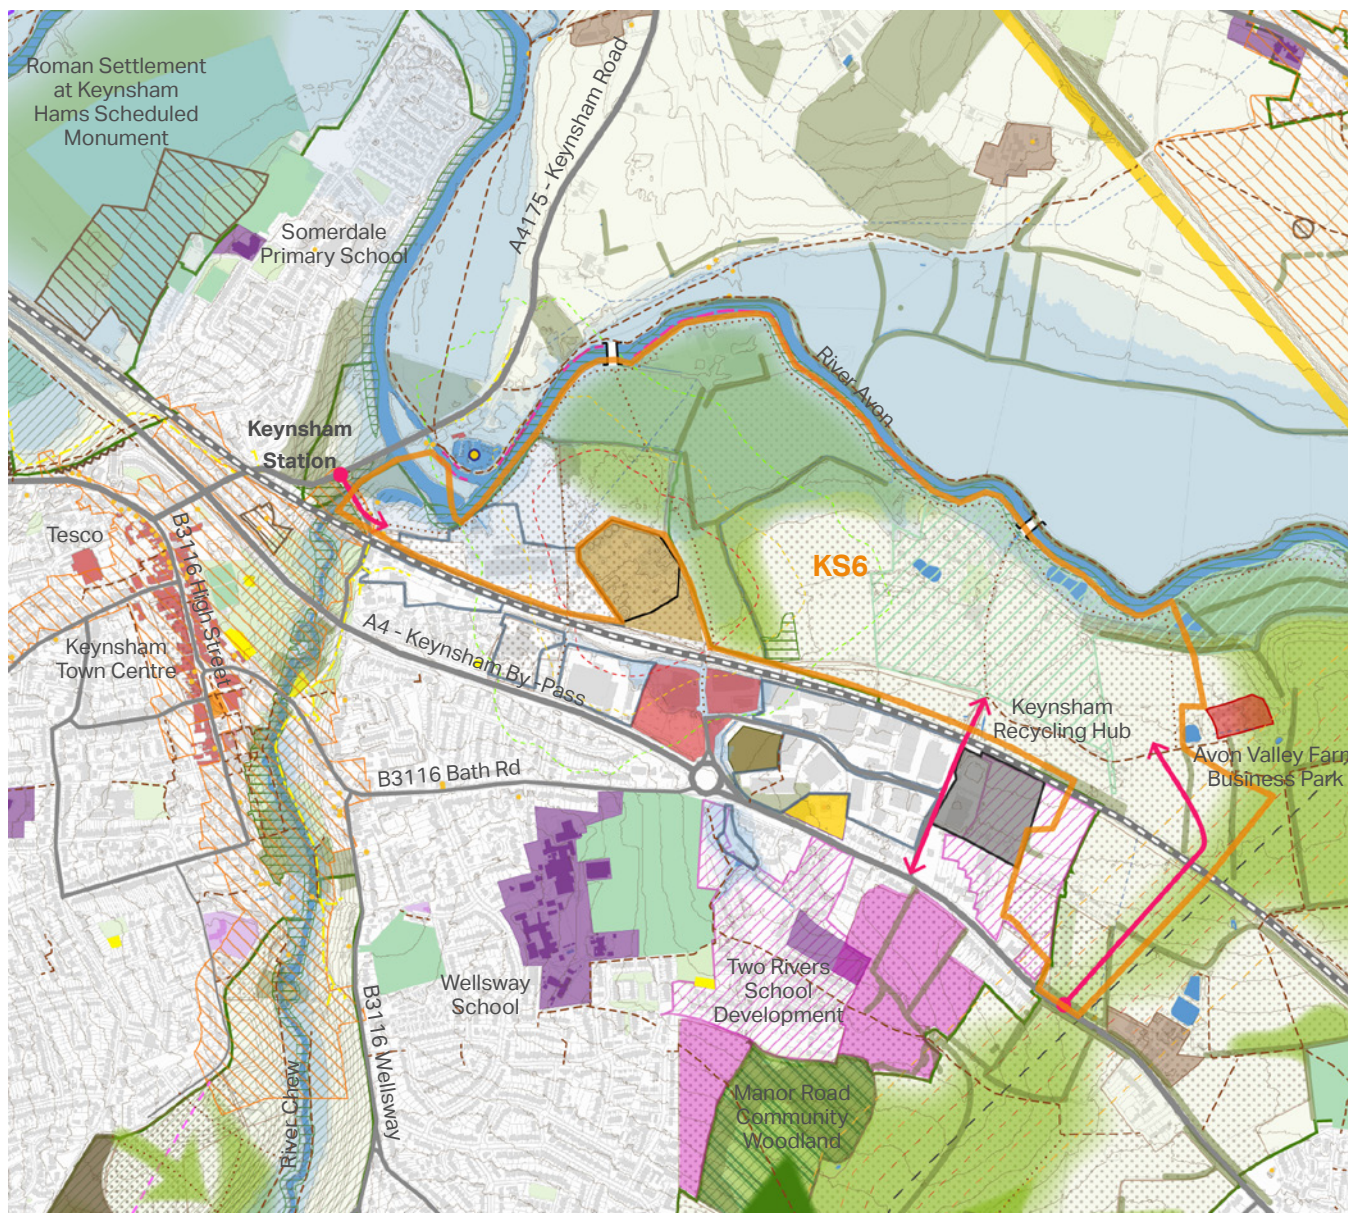 Roman Settlement
at Keynsham
Hams Scheduled
Monument
Somerdale
Primary School
A4175 - Keynsham Road
River Avon
Keynsham
Station
Tesco
B3116 High Street
Keynsham
Town Centre
KS6
A4 - Keynsham By -Pass
Keynsham
Recycling Hub
Avon Valley Farm
Business Park
B3116 Bath Rd
Wellsway
School
Two Rivers
School
Development
B3116 Wellsway
River Chew
Manor Road
Community
Woodland